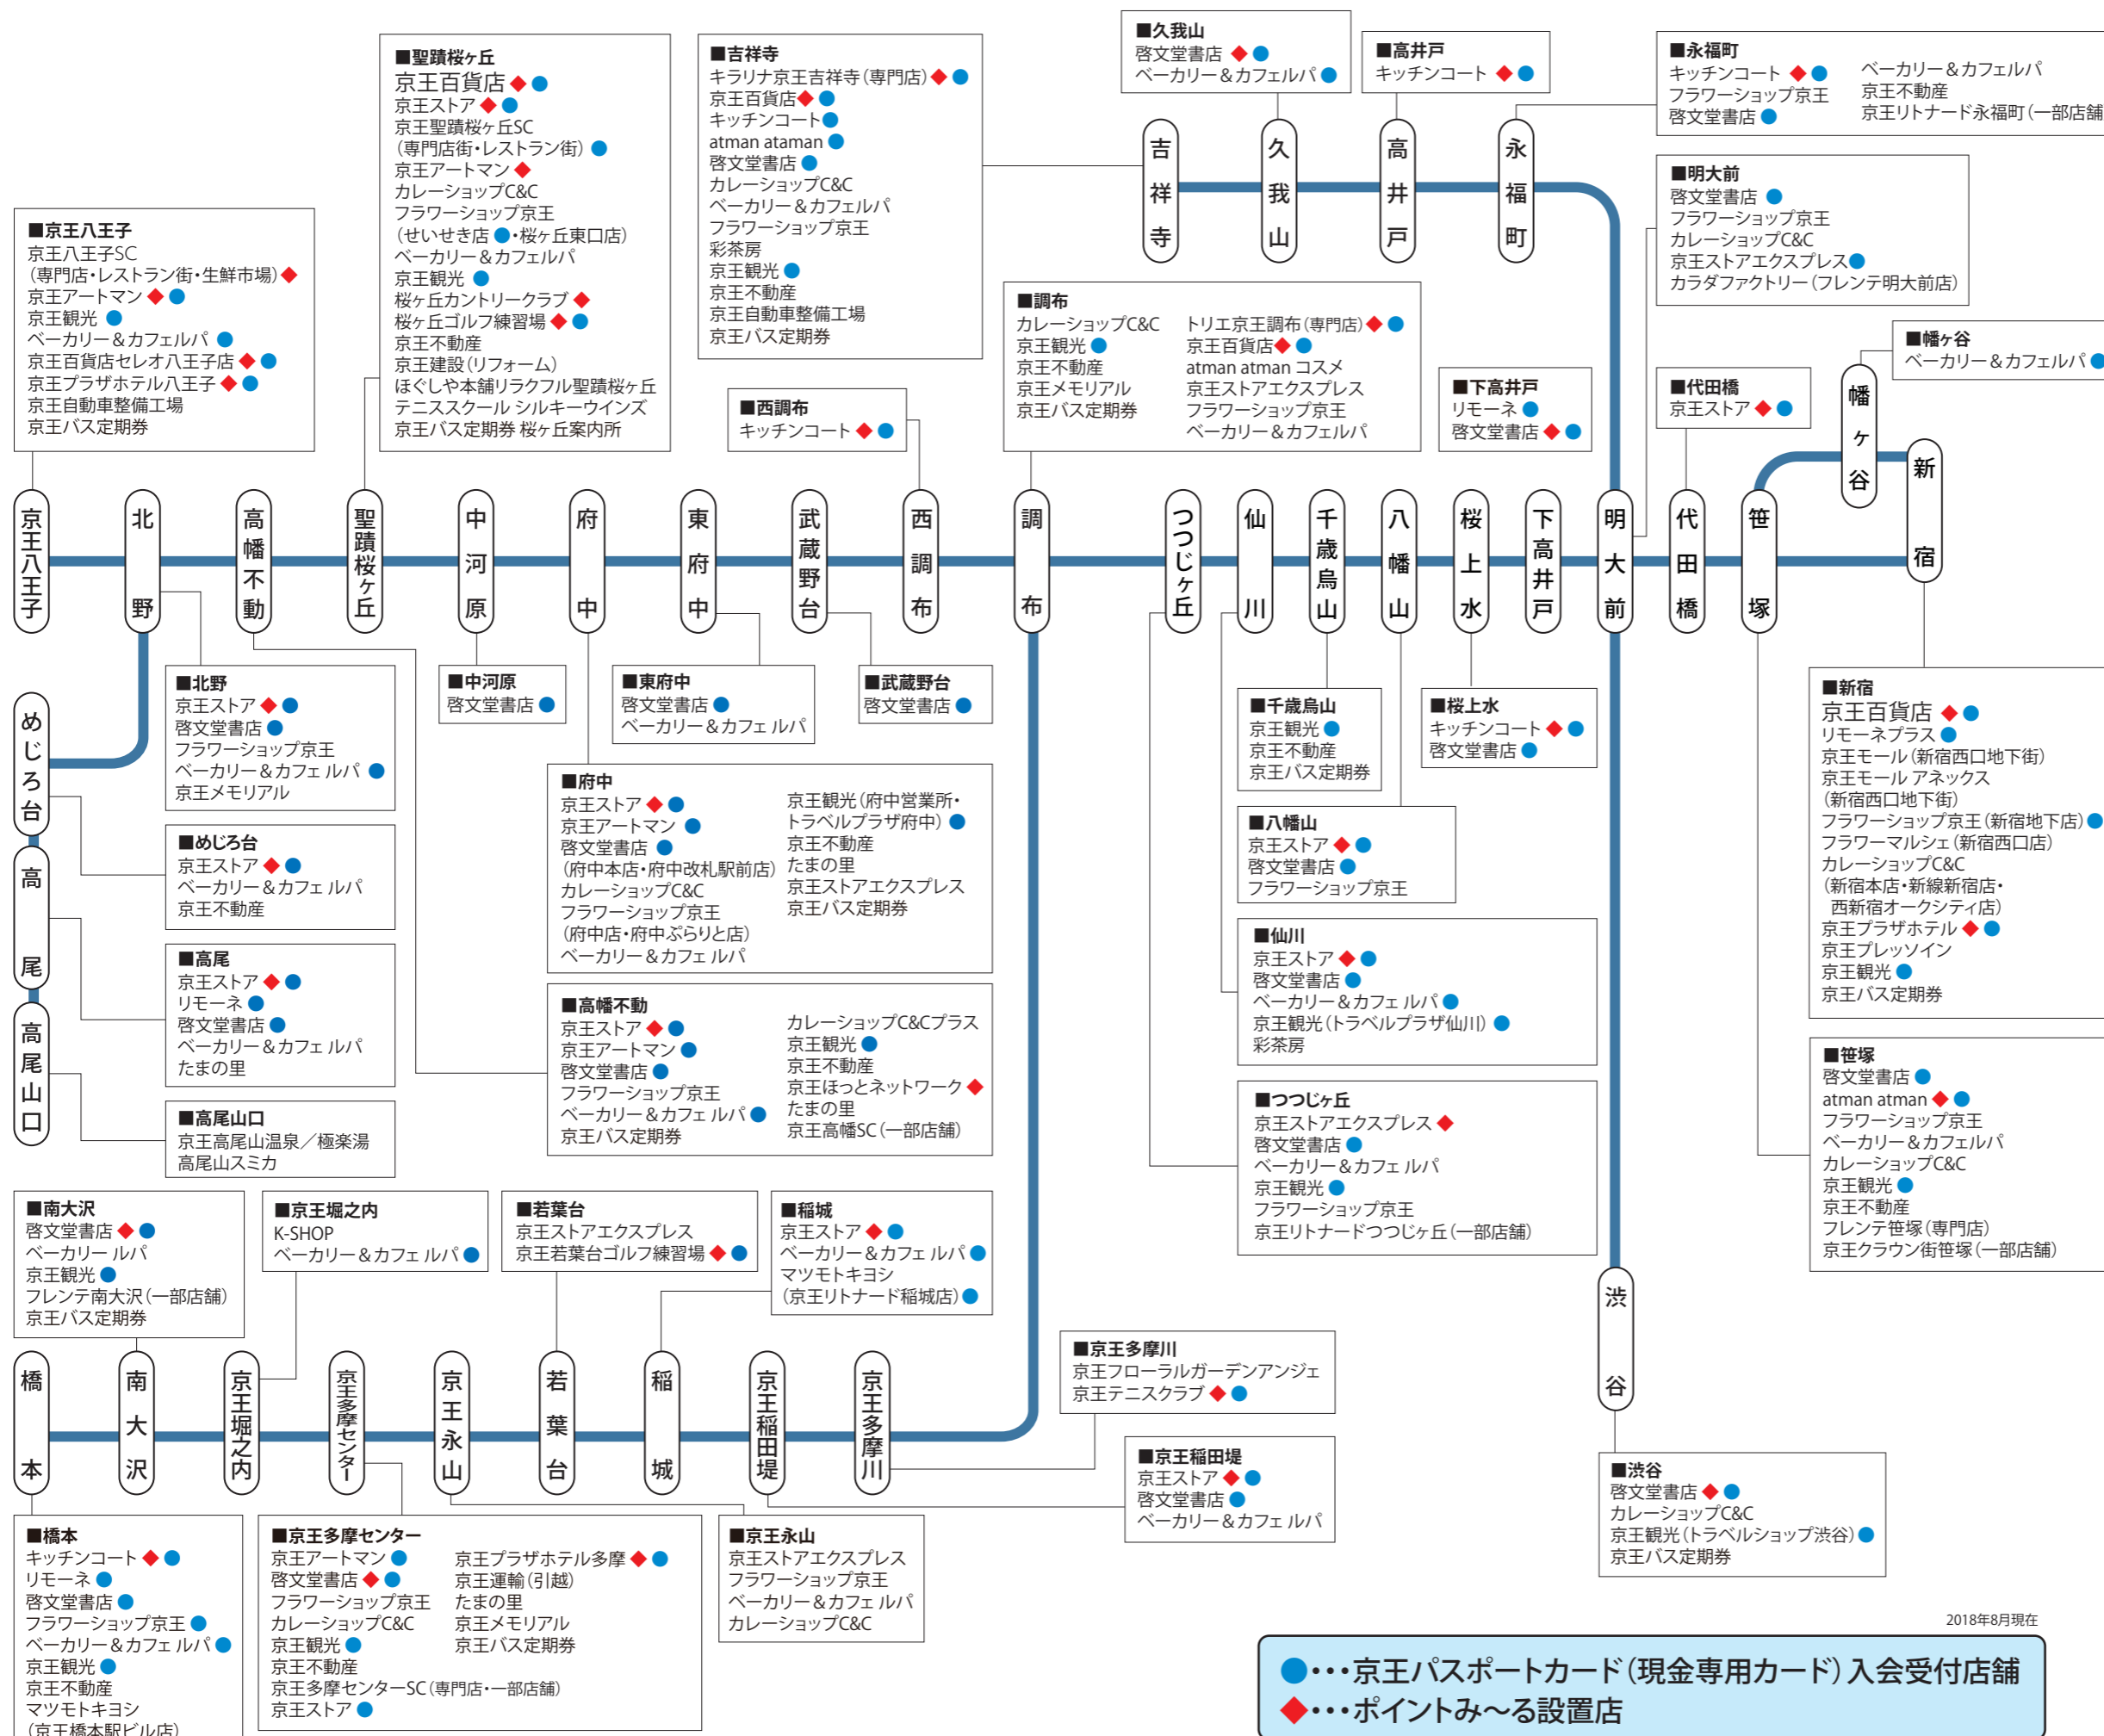 ■聖蹟桜ヶ丘
京王百貨店◆●
京王ストア◆●
京王聖蹟桜ヶ丘SC
(専門店街・レストラン街)●
京王アートマン◆
カレーショップC&C
フラワーショップ京王
(せいせき店●・桜ヶ丘東口店)
ベーカリー&カフェルパ
京王観光●
桜ヶ丘カントリークラブ◆
桜ヶ丘ゴルフ練習場◆●
京王不動産
京王建設(リフォーム)
ほぐしや本舗リラクフル聖蹟桜ヶ丘
テニススクール シルキーウインズ
京王バス定期券 桜ヶ丘案内所
■吉祥寺
キラリナ京王吉祥寺(専門店)◆●
京王百貨店◆●
キッチンコート●
atman ataman●
啓文堂書店●
カレーショップC&C
ベーカリー&カフェルパ
フラワーショップ京王
彩茶房
京王観光●
京王不動産
京王自動車整備工場
京王バス定期券
■久我山
啓文堂書店◆●
ベーカリー&カフェルパ●
■高井戸
キッチンコート◆●
■永福町
キッチンコート◆●
フラワーショップ京王
啓文堂書店●
ベーカリー&カフェルパ
京王不動産
京王リトナード永福町(一部店舗
吉祥寺
久我山
高井戸
永福町
■明大前
啓文堂書店●
フラワーショップ京王
カレーショップC&C
京王ストアエクスプレス●
カラダファクトリー(フレンテ明大前店)
■京王八王子
京王八王子SC
(専門店・レストラン街・生鮮市場)◆
京王アートマン◆●
京王観光●
ベーカリー&カフェルパ●
京王百貨店セレオ八王子店◆●
京王プラザホテル八王子◆●
京王自動車整備工場
京王バス定期券
■西調布
キッチンコート◆●
■調布
カレーショップC&C
京王観光●
京王不動産
京王メモリアル
京王バス定期券
トリエ京王調布(専門店)◆●
京王百貨店◆●
atman atman コスメ
京王ストアエクスプレス
フラワーショップ京王
ベーカリー&カフェルパ
■下高井戸
リモーネ●
啓文堂書店◆●
■代田橋
京王ストア◆●
■幡ヶ谷
ベーカリー&カフェルパ●
幡ヶ谷
新宿
京王八王子
北野
高幡不動
聖蹟桜ヶ丘
中河原
府中
東府中
武蔵野台
西調布
調布
つつじヶ丘
仙川
千歳烏山
八幡山
桜上水
下高井戸
明大前
代田橋
笹塚
めじろ台
高尾
高尾山口
■北野
京王ストア◆●
啓文堂書店●
フラワーショップ京王
ベーカリー&カフェ ルパ●
京王メモリアル
■中河原
啓文堂書店●
■東府中
啓文堂書店●
ベーカリー&カフェ ルパ
■武蔵野台
啓文堂書店●
■千歳烏山
京王観光●
京王不動産
京王バス定期券
■桜上水
キッチンコート◆●
啓文堂書店●
■新宿
京王百貨店◆●
リモーネプラス●
京王モール(新宿西口地下街)
京王モール アネックス
(新宿西口地下街)
フラワーショップ京王(新宿地下店)●
フラワーマルシェ(新宿西口店)
カレーショップC&C
(新宿本店・新線新宿店・
西新宿オークシティ店)
京王プラザホテル◆●
京王プレッソイン
京王観光●
京王バス定期券
■めじろ台
京王ストア◆●
ベーカリー&カフェ ルパ
京王不動産
■府中
京王ストア◆●
京王アートマン●
啓文堂書店●
(府中本店・府中改札駅前店)
カレーショップC&C
フラワーショップ京王
(府中店・府中ぷらりと店)
ベーカリー&カフェ ルパ
京王観光(府中営業所・
トラベルプラザ府中)●
京王不動産
たまの里
京王ストアエクスプレス
京王バス定期券
■八幡山
京王ストア◆●
啓文堂書店●
フラワーショップ京王
■高尾
京王ストア◆●
リモーネ●
啓文堂書店●
ベーカリー&カフェ ルパ
たまの里
■仙川
京王ストア◆●
啓文堂書店●
ベーカリー&カフェ ルパ●
京王観光(トラベルプラザ仙川)●
彩茶房
■高幡不動
京王ストア◆●
京王アートマン●
啓文堂書店●
フラワーショップ京王
ベーカリー&カフェ ルパ●
京王バス定期券
カレーショップC&Cプラス
京王観光●
京王不動産
京王ほっとネットワーク◆
たまの里
京王高幡SC(一部店舗)
■笹塚
啓文堂書店●
atman atman◆●
フラワーショップ京王
ベーカリー&カフェルパ
カレーショップC&C
京王観光●
京王不動産
フレンテ笹塚(専門店)
京王クラウン街笹塚(一部店舗)
■高尾山口
京王高尾山温泉/極楽湯
高尾山スミカ
■つつじヶ丘
京王ストアエクスプレス◆
啓文堂書店●
ベーカリー&カフェ ルパ
京王観光●
フラワーショップ京王
京王リトナードつつじヶ丘(一部店舗)
■南大沢
啓文堂書店◆●
ベーカリー ルパ
京王観光●
フレンテ南大沢(一部店舗)
京王バス定期券
■京王堀之内
K-SHOP
ベーカリー&カフェ ルパ●
■若葉台
京王ストアエクスプレス
京王若葉台ゴルフ練習場◆●
■稲城
京王ストア◆●
ベーカリー&カフェ ルパ●
マツモトキヨシ
(京王リトナード稲城店)●
渋谷
■京王多摩川
京王フローラルガーデンアンジェ
京王テニスクラブ◆●
橋本
南大沢
京王堀之内
京王多摩センター
京王永山
若葉台
稲城
京王稲田堤
京王多摩川
■京王稲田堤
京王ストア◆●
啓文堂書店●
ベーカリー&カフェ ルパ
■渋谷
啓文堂書店◆●
カレーショップC&C
京王観光(トラベルショップ渋谷)●
京王バス定期券
■橋本
キッチンコート◆●
リモーネ●
啓文堂書店●
フラワーショップ京王●
ベーカリー&カフェ ルパ●
京王観光●
京王不動産
マツモトキヨシ
(京王橋本駅ビル店)
■京王多摩センター
京王アートマン●
啓文堂書店◆●
フラワーショップ京王
カレーショップC&C
京王観光●
京王不動産
京王多摩センターSC(専門店・一部店舗)
京王ストア●
京王プラザホテル多摩◆●
京王運輸(引越)
たまの里
京王メモリアル
京王バス定期券
■京王永山
京王ストアエクスプレス
フラワーショップ京王
ベーカリー&カフェ ルパ
カレーショップC&C
2018年8月現在
●・・・京王パスポートカード(現金専用カード)入会受付店舗
◆・・・ポイントみ〜る設置店